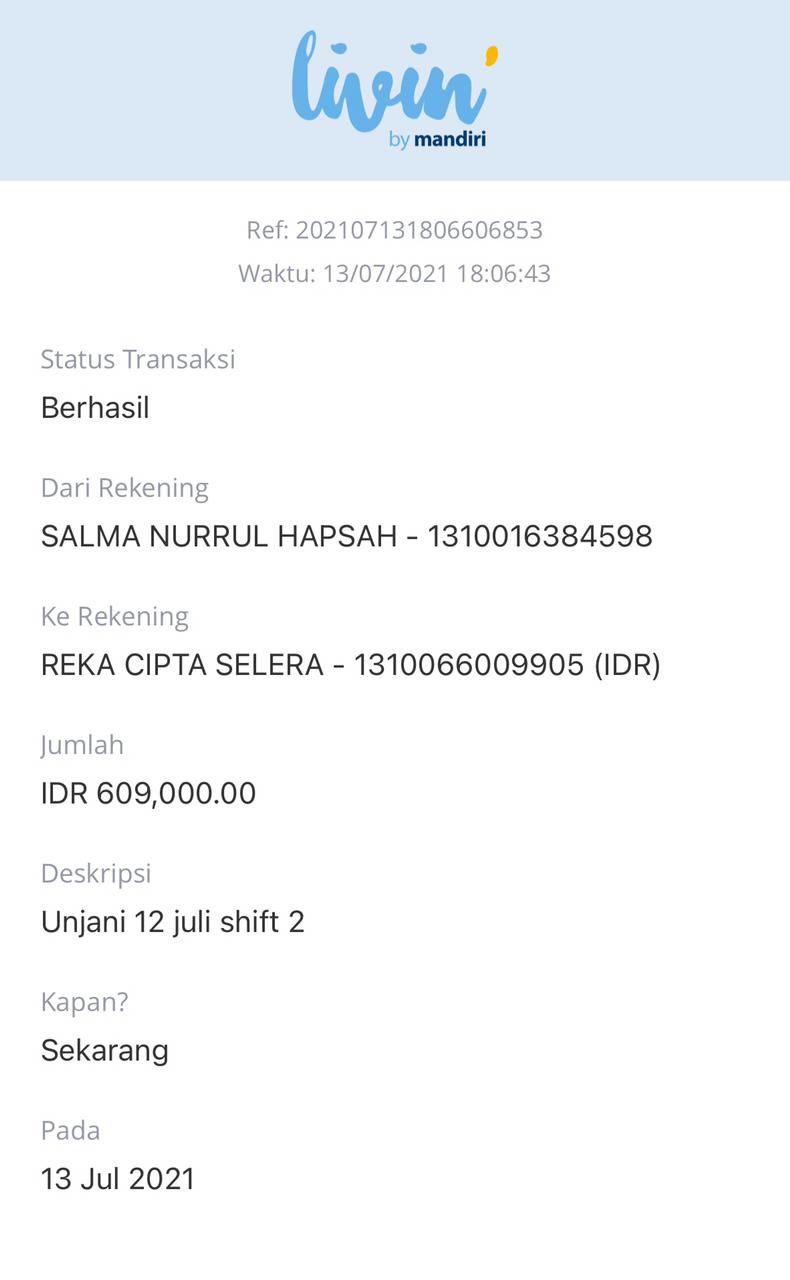 livin'
by mandiri
Ref: 202107131806606853
Waktu: 13/07/2021 18:06:43
Status Transaksi
Berhasil
Dari Rekening
SALMA NURRUL HAPSAH - 1310016384598
Ke Rekening
REKA CIPTA SELERA - 1310066009905 (IDR)
Jumlah
IDR 609,000.00
Deskripsi
Unjani 12 juli shift 2
Kapan?
Sekarang
Pada
13 Jul 2021